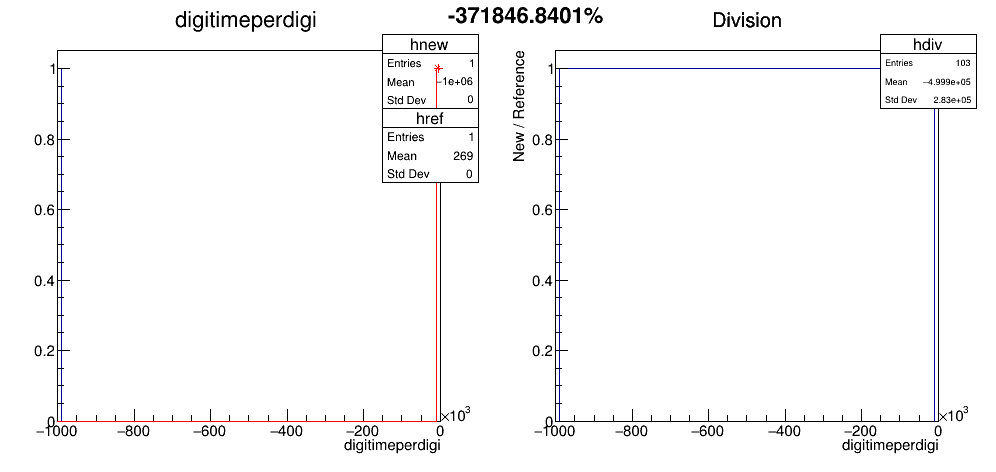 -371846.8401%
digitimeperdigi
hnew
Entries 1
Mean −1e+06
Std Dev 0
href
Entries 1
Mean 269
Std Dev 0
1
0.8
0.6
0.4
0.2
0
−1000 −800 −600 −400 −200 0
×10³
digitimeperdigi
Division
hdiv
Entries 103
Mean −4.999e+05
Std Dev 2.83e+05
New / Reference
1
0.8
0.6
0.4
0.2
0
−1000 −800 −600 −400 −200 0
×10³
digitimeperdigi